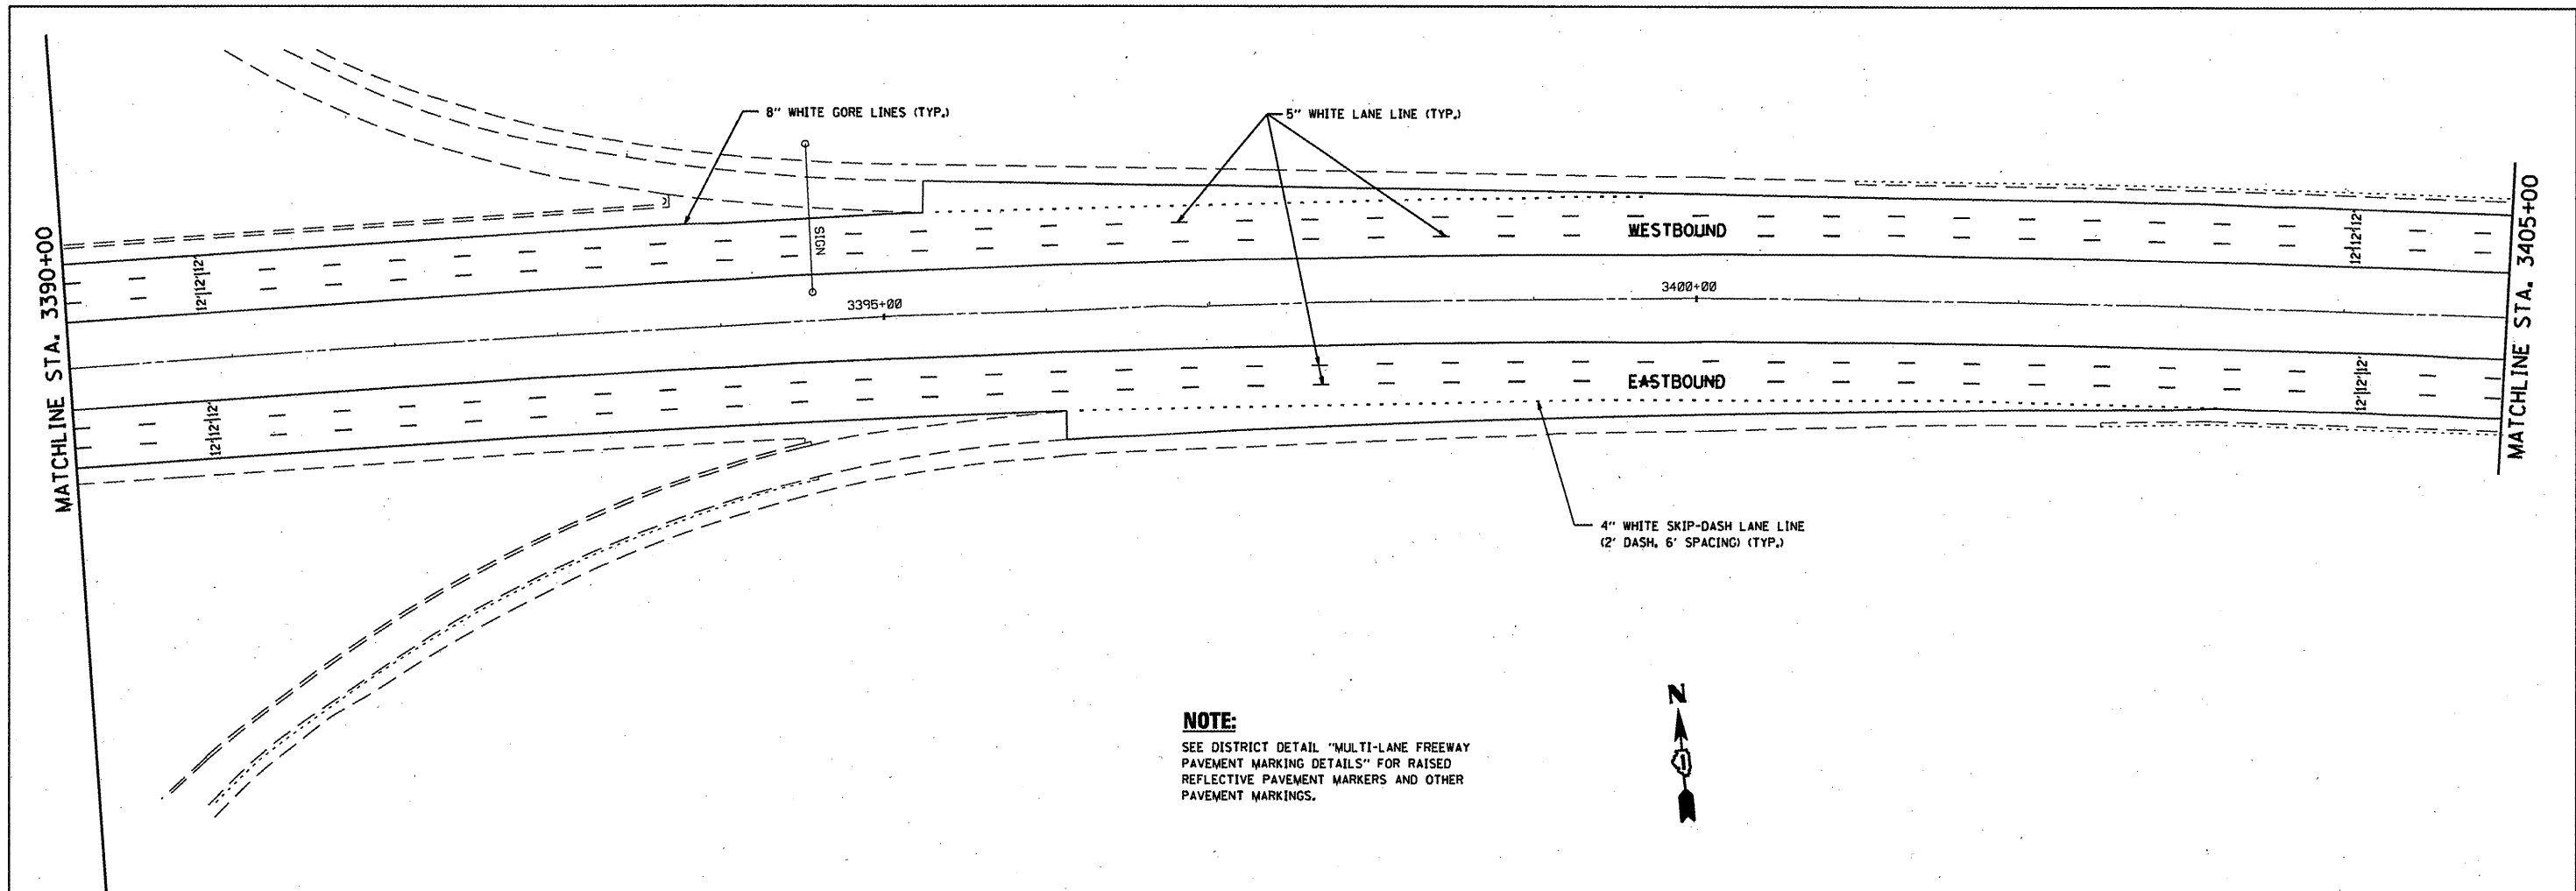 8" WHITE GORE LINES (TYP.)
5" WHITE LANE LINE (TYP.)
SIGN
WESTBOUND
12' 12' 12'
12' 12' 12'
MATCHLINE STA. 3390+00
MATCHLINE STA. 3405+00
3395+00
3400+00
EASTBOUND
12' 12' 12'
12' 12' 12'
4" WHITE SKIP-DASH LANE LINE
(2' DASH, 6' SPACING) (TYP.)
N
NOTE:
SEE DISTRICT DETAIL "MULTI-LANE FREEWAY
PAVEMENT MARKING DETAILS" FOR RAISED
REFLECTIVE PAVEMENT MARKERS AND OTHER
PAVEMENT MARKINGS.